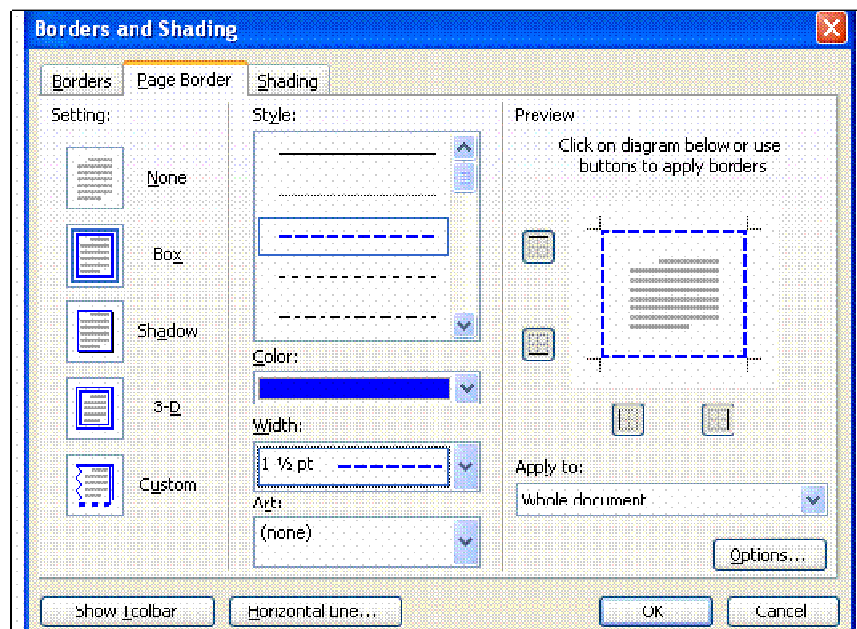 Borders and Shading
Borders
Page Border
Shading
Setting:
None
Box
Shadow
3-D
Custom
Style:
Color:
Width:
1 ½ pt
Art:
(none)
Preview
Click on diagram below or use
buttons to apply borders
Apply to:
Whole document
Options...
Show Toolbar
Horizontal Line...
OK
Cancel